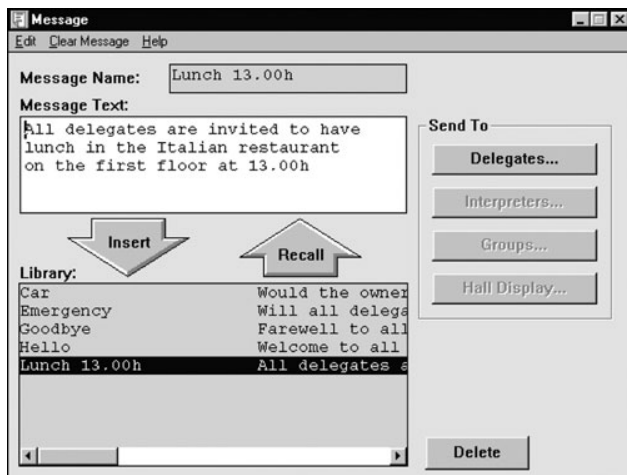 Message
Edit Clear Message Help
Message Name: Lunch 13.00h
Message Text:
All delegates are invited to have
lunch in the Italian restaurant
on the first floor at 13.00h
Send To
Delegates...
Interpreters...
Groups...
Hall Display...
Insert
Recall
Library:
Car Would the owner
Emergency Will all delega
Goodbye Farewell to all
Hello Welcome to all
Lunch 13.00h All delegates a
Delete